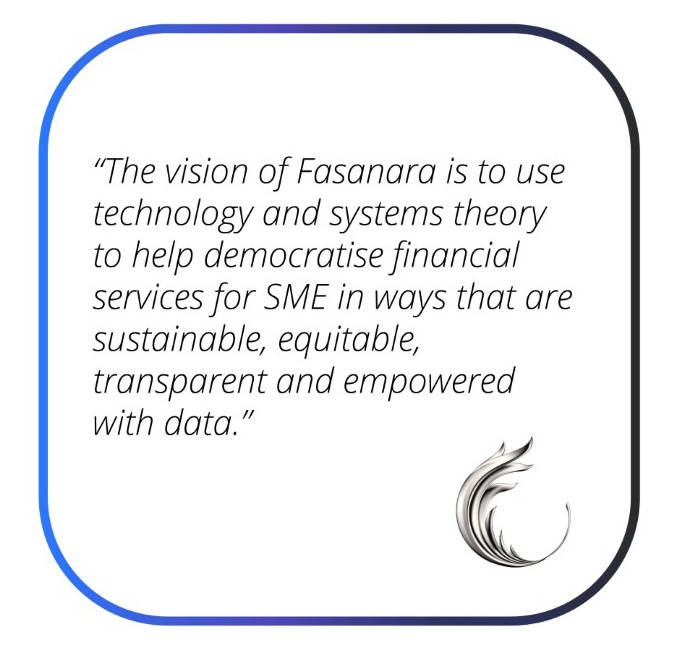 “The vision of Fasanara is to use
technology and systems theory
to help democratise financial
services for SME in ways that are
sustainable, equitable,
transparent and empowered
with data.”